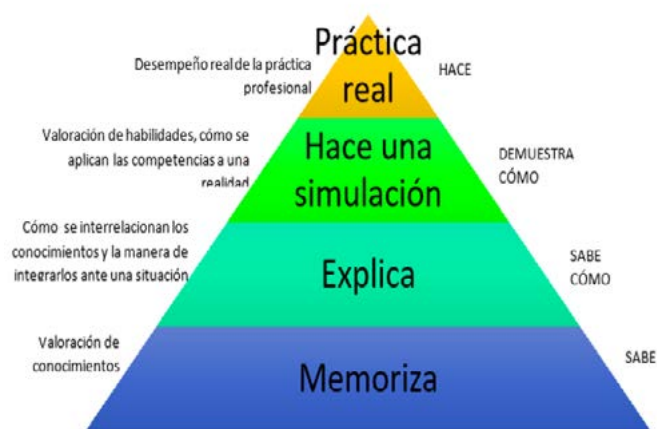 Práctica
real
Desempeño real de la práctica
profesional
HACE
Hace una
simulación
Valoración de habilidades, cómo se
aplican las competencias a una
realidad
DEMUESTRA
CÓMO
Explica
Cómo se interrelacionan los
conocimientos y la manera de
integrarlos ante una situación
SABE
CÓMO
Memoriza
Valoración de
conocimientos
SABE